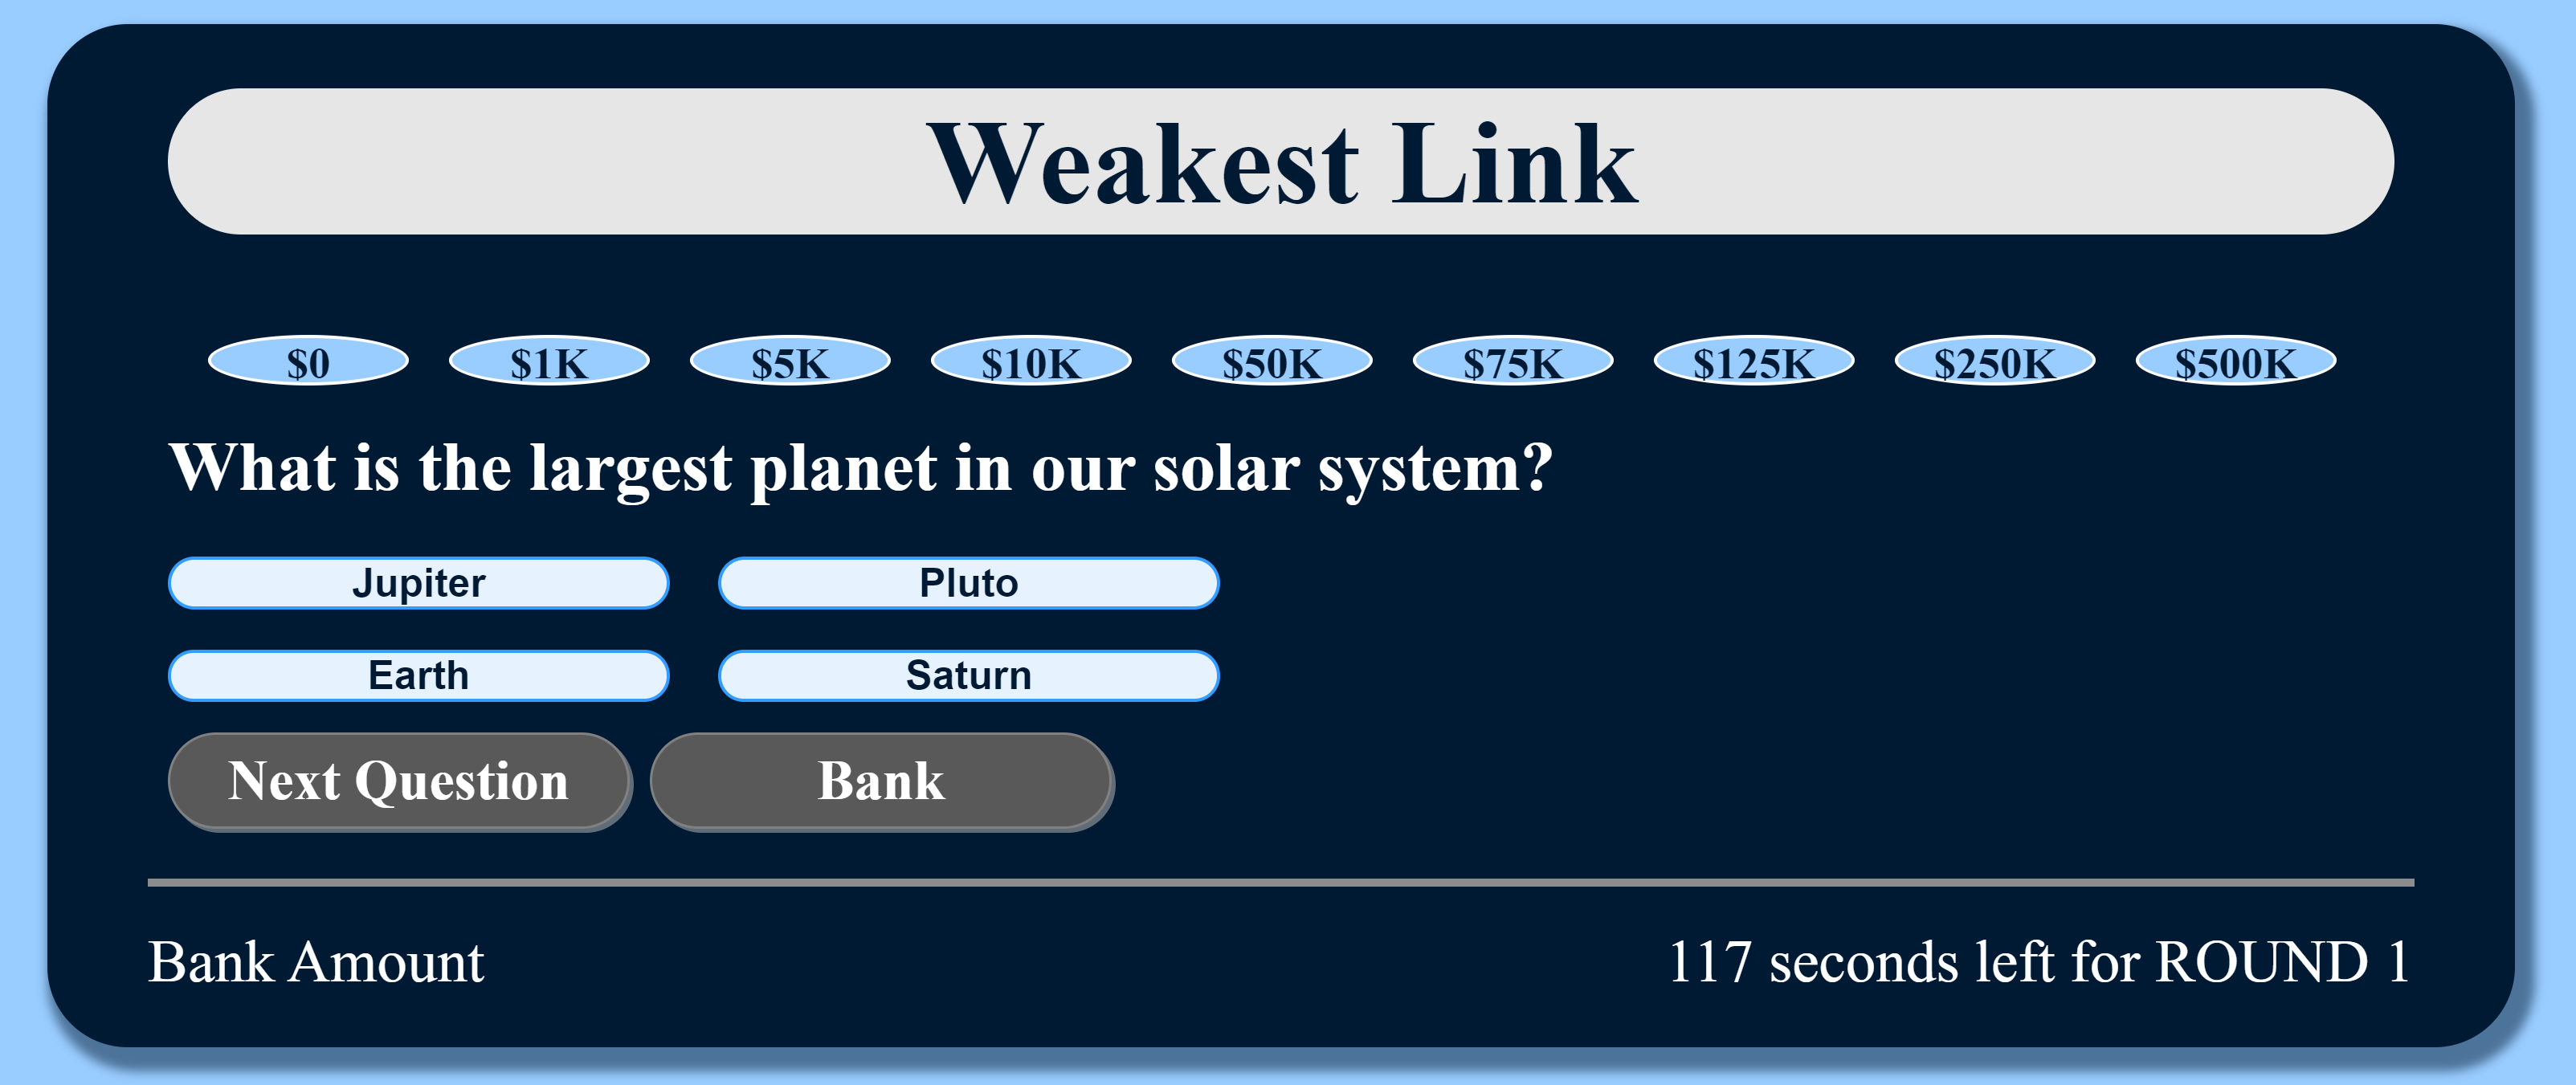 Weakest Link
$0 $1K $5K $10K $50K $75K $125K $250K $500K
What is the largest planet in our solar system?
Jupiter Pluto
Earth Saturn
Next Question Bank
Bank Amount 117 seconds left for ROUND 1